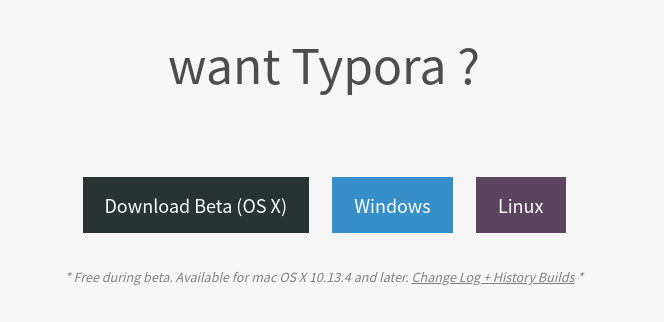 want Typora ?
Download Beta (OS X) Windows Linux
* Free during beta. Available for mac OS X 10.13.4 and later. Change Log + History Builds *